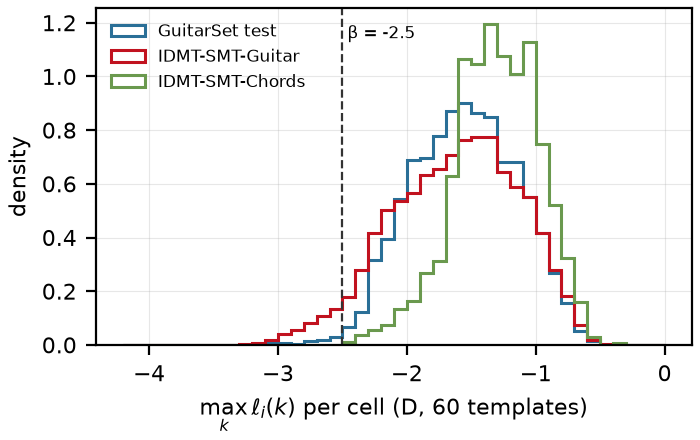 1.2
1.0
0.8
0.6
0.4
0.2
0.0
density
GuitarSet test
IDMT-SMT-Guitar
IDMT-SMT-Chords
β = -2.5
−4
−3
−2
−1
0
max ℓᵢ(k) per cell (D, 60 templates)
k